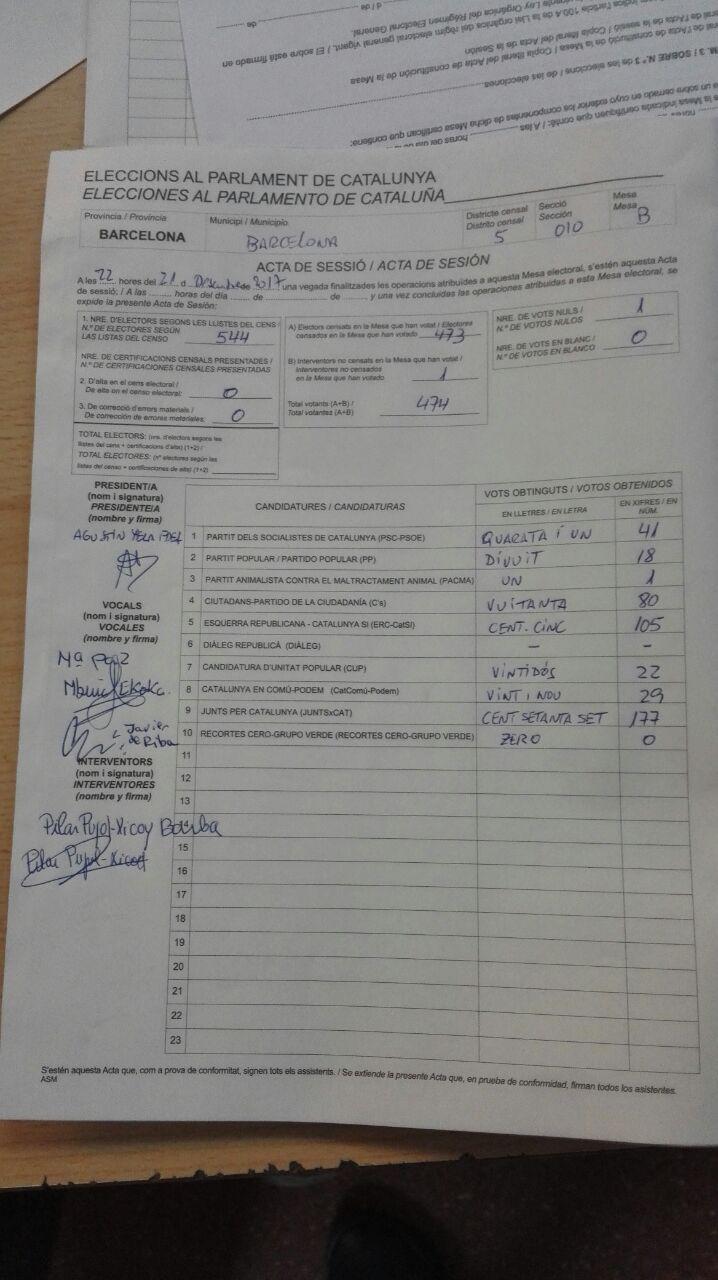 ELECCIONS AL PARLAMENT DE CATALUNYA
ELECCIONES AL PARLAMENTO DE CATALUÑA
Província / Provincia
BARCELONA
Municipi / Municipio
BARCELONA
Districte censal
Distrito censal
5
Secció
Sección
010
Mesa
Mesa
B
ACTA DE SESSIÓ / ACTA DE SESIÓN
A les 22 hores del 21 de Desembre de 2017 una vegada finalitzades les operacions atribuïdes a aquesta Mesa electoral, s'estén aquesta Acta
de sessió: / A las ......... horas del día ....... de .................. de ........, y una vez concluidas las operaciones atribuidas a esta Mesa electoral, se
expide la presente Acta de Sesión:
1. NRE. D'ELECTORS SEGONS LES LLISTES DEL CENS /
N.º DE ELECTORES SEGÚN
LAS LISTAS DEL CENSO 544
NRE. DE CERTIFICACIONS CENSALS PRESENTADES /
N.º DE CERTIFICACIONES CENSALES PRESENTADAS
2. D'alta en el cens electoral /
De alta en el censo electoral: 0
3. De correcció d'errors materials /
De corrección de errores materiales: 0
TOTAL ELECTORS: (nre. d'electors segons les
llistes del cens + certificacions d'alta) (1+2) /
TOTAL ELECTORES: (nº electores según las
listas del censo + certificaciones de alta) (1+2)
A) Electors censats en la Mesa que han votat / Electores
censados en la Mesa que han votado 473
B) Interventors no censats en la Mesa que han votat /
Interventores no censados
en la Mesa que han votado 1
Total votants (A+B) /
Total votantes (A+B) 474
NRE. DE VOTS NULS /
N.º DE VOTOS NULOS 1
NRE. DE VOTS EN BLANC /
N.º DE VOTOS EN BLANCO 0
PRESIDENT/A
(nom i signatura)
PRESIDENTE/A
(nombre y firma)
VOCALS
(nom i signatura)
VOCALES
(nombre y firma)
Javier
de Riba
INTERVENTORS
(nom i signatura)
INTERVENTORES
(nombre y firma)
Pilar Pujol-Xicoy
Pilar Pujol-Xicoy
CANDIDATURES / CANDIDATURAS
VOTS OBTINGUTS / VOTOS OBTENIDOS
EN LLETRES / EN LETRA
EN XIFRES / EN NÚM.
1 PARTIT DELS SOCIALISTES DE CATALUNYA (PSC-PSOE) QUARATA I UN 41
2 PARTIT POPULAR / PARTIDO POPULAR (PP) DIVUIT 18
3 PARTIT ANIMALISTA CONTRA EL MALTRACTAMENT ANIMAL (PACMA) UN 1
4 CIUTADANS-PARTIDO DE LA CIUDADANÍA (C's) VUITANTA 80
5 ESQUERRA REPUBLICANA - CATALUNYA SÍ (ERC-CatSÍ) CENT. CINC 105
6 DIÀLEG REPUBLICÀ (DIÀLEG) - -
7 CANDIDATURA D'UNITAT POPULAR (CUP) VINTIDÓS 22
8 CATALUNYA EN COMÚ-PODEM (CatComú-Podem) VINT I NOU 29
9 JUNTS PER CATALUNYA (JUNTSxCAT) CENT SETANTA SET 177
10 RECORTES CERO-GRUPO VERDE (RECORTES CERO-GRUPO VERDE) ZERO 0
11
12
13
15
16
17
18
19
20
21
22
23
S'estén aquesta Acta que, com a prova de conformitat, signen tots els assistents. / Se extiende la presente Acta que, en prueba de conformidad, firman todos los asistentes.
ASM